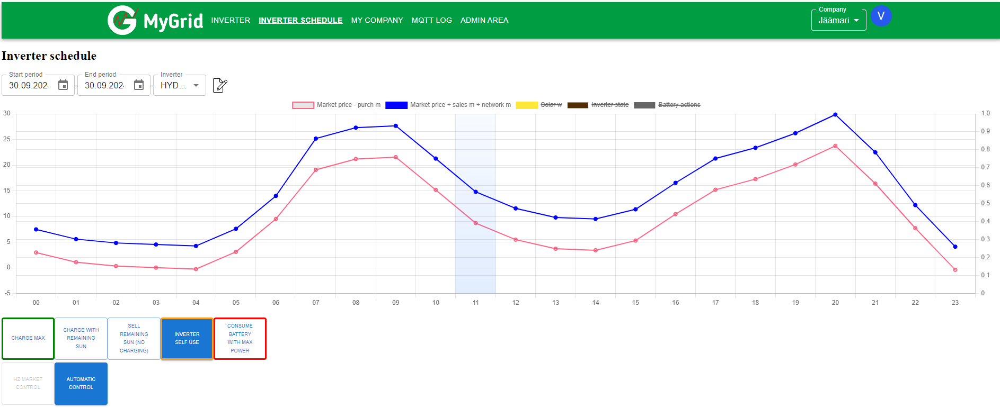 MyGrid INVERTER INVERTER SCHEDULE MY COMPANY MQTT LOG ADMIN AREA Company Jäämari V
Inverter schedule
Start period End period Inverter
30.09.202 - 30.09.202 - HYD...
Market price - purch m Market price + sales m + network m Solar w Inverter state Battery actions
30
25
20
15
10
5
0
-5
1.0
0.9
0.8
0.7
0.6
0.5
0.4
0.3
0.2
0.1
0
00 01 02 03 04 05 06 07 08 09 10 11 12 13 14 15 16 17 18 19 20 21 22 23
CHARGE MAX
CHARGE WITH
REMAINING
SUN
SELL
REMAINING
SUN (NO
CHARGING)
INVERTER
SELF USE
CONSUME
BATTERY
WITH MAX
POWER
HZ MARKET
CONTROL
AUTOMATIC
CONTROL